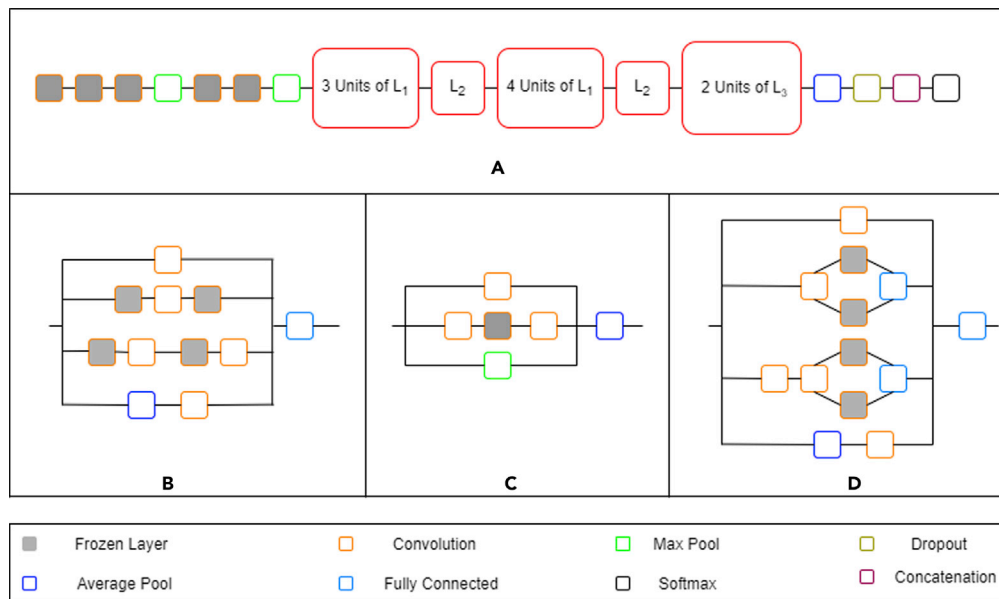 3 Units of L1 L2 4 Units of L1 L2 2 Units of L3
A
B C D
Frozen Layer Convolution Max Pool Dropout
Average Pool Fully Connected Softmax Concatenation